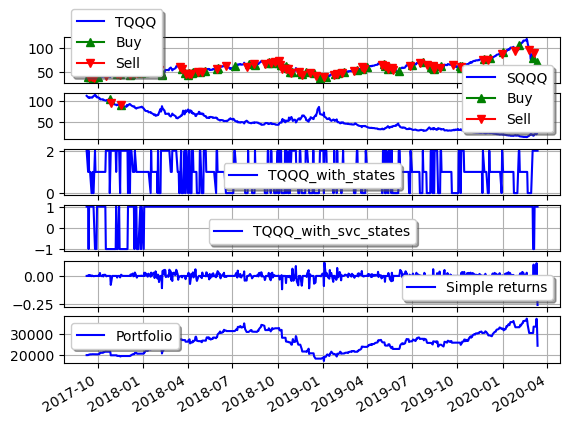 TQQQ
Buy
Sell
100
50
SQQQ
Buy
Sell
100
50
2
0
TQQQ_with_states
1
0
−1
TQQQ_with_svc_states
0.00
−0.25
Simple returns
30000
20000
Portfolio
2017-10
2018-01
2018-04
2018-07
2018-10
2019-01
2019-04
2019-07
2019-10
2020-01
2020-04